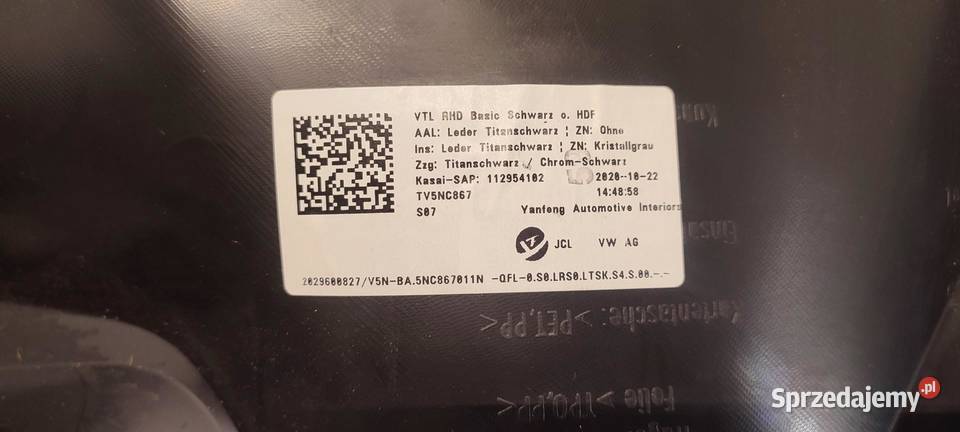 VTL RHD Basic Schwarz o. HDF
AAL: Leder Titanschwarz ¦ ZN: Ohne
Ins: Leder Titanschwarz ¦ ZN: Kristallgrau
Zzg: Titanschwarz / Chrom-Schwarz
Kasai-SAP: 112954102 2020-10-22
TV5NC867 14:48:58
S07 Yanfeng Automotive Interiors
JCL VW AG
2029600827/V5N-BA.5NC867011N -QFL-0.S0.LRS0.LTSK.S4.S.00.-.-
Kartentasche: >PET,PP<
Folie >TPO,PP<
Sprzedajemy.pl